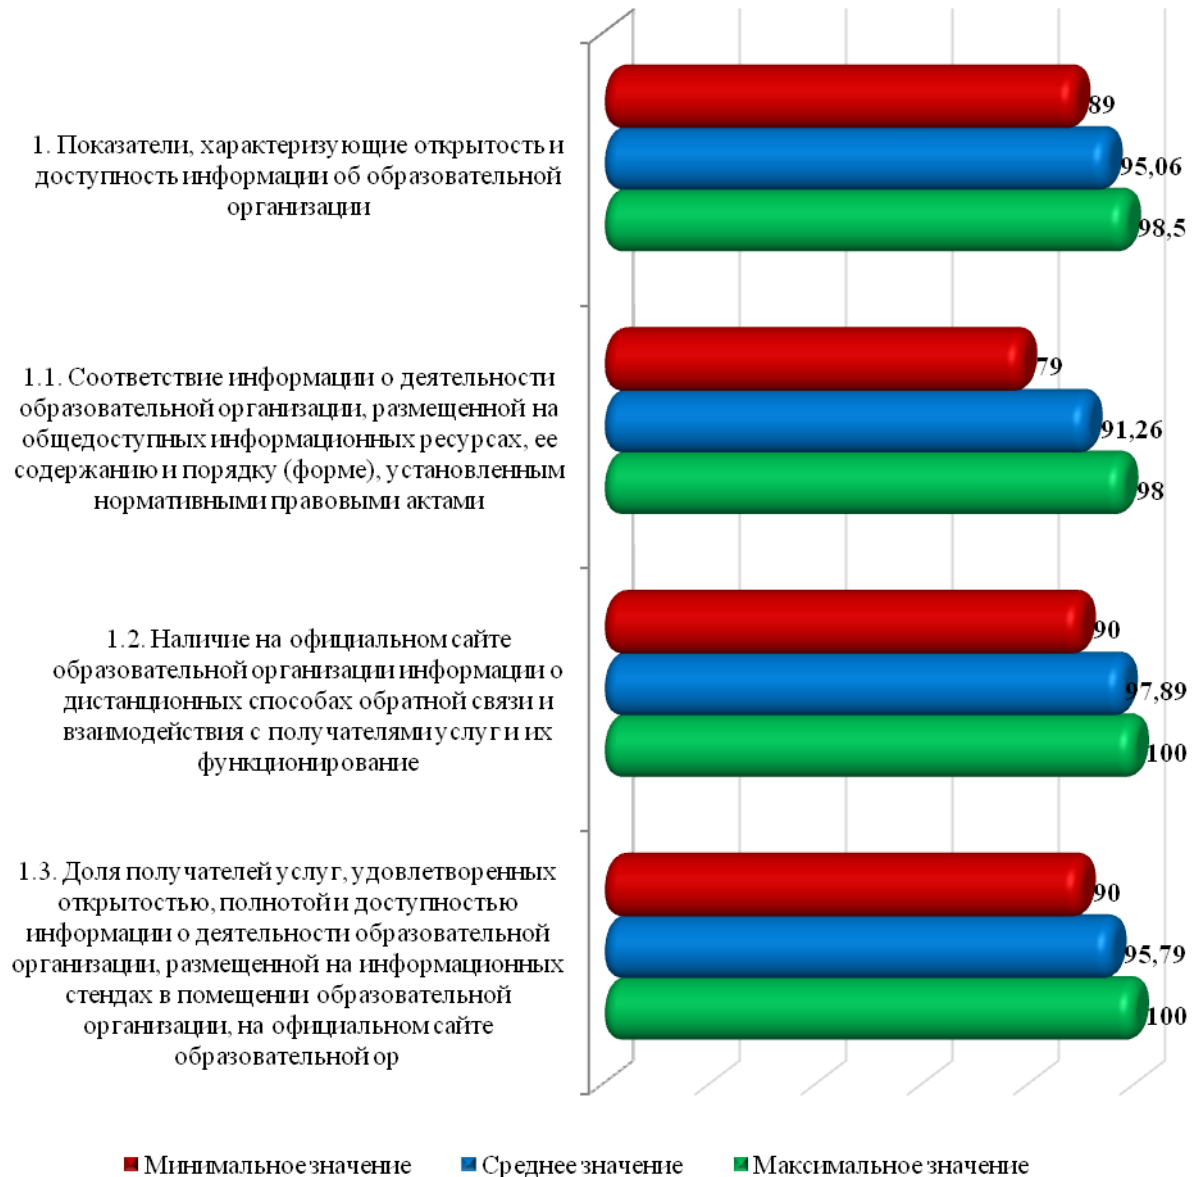 89
1. Показатели, характеризующие открытость и
доступность информации об образовательной
организации
95,06
98,5
79
1.1. Соответствие информации о деятельности
образовательной организации, размещенной на
общедоступных информационных ресурсах, ее
содержанию и порядку (форме), установленным
нормативными правовыми актами
91,26
98
90
1.2. Наличие на официальном сайте
образовательной организации информации о
дистанционных способах обратной связи и
взаимодействия с получателями услуг и их
функционирование
97,89
100
90
1.3. Доля получателей услуг, удовлетворенных
открытостью, полнотой и доступностью
информации о деятельности образовательной
организации, размещенной на информационных
стендах в помещении образовательной
организации, на официальном сайте
образовательной ор
95,79
100
Минимальное значение
Среднее значение
Максимальное значение